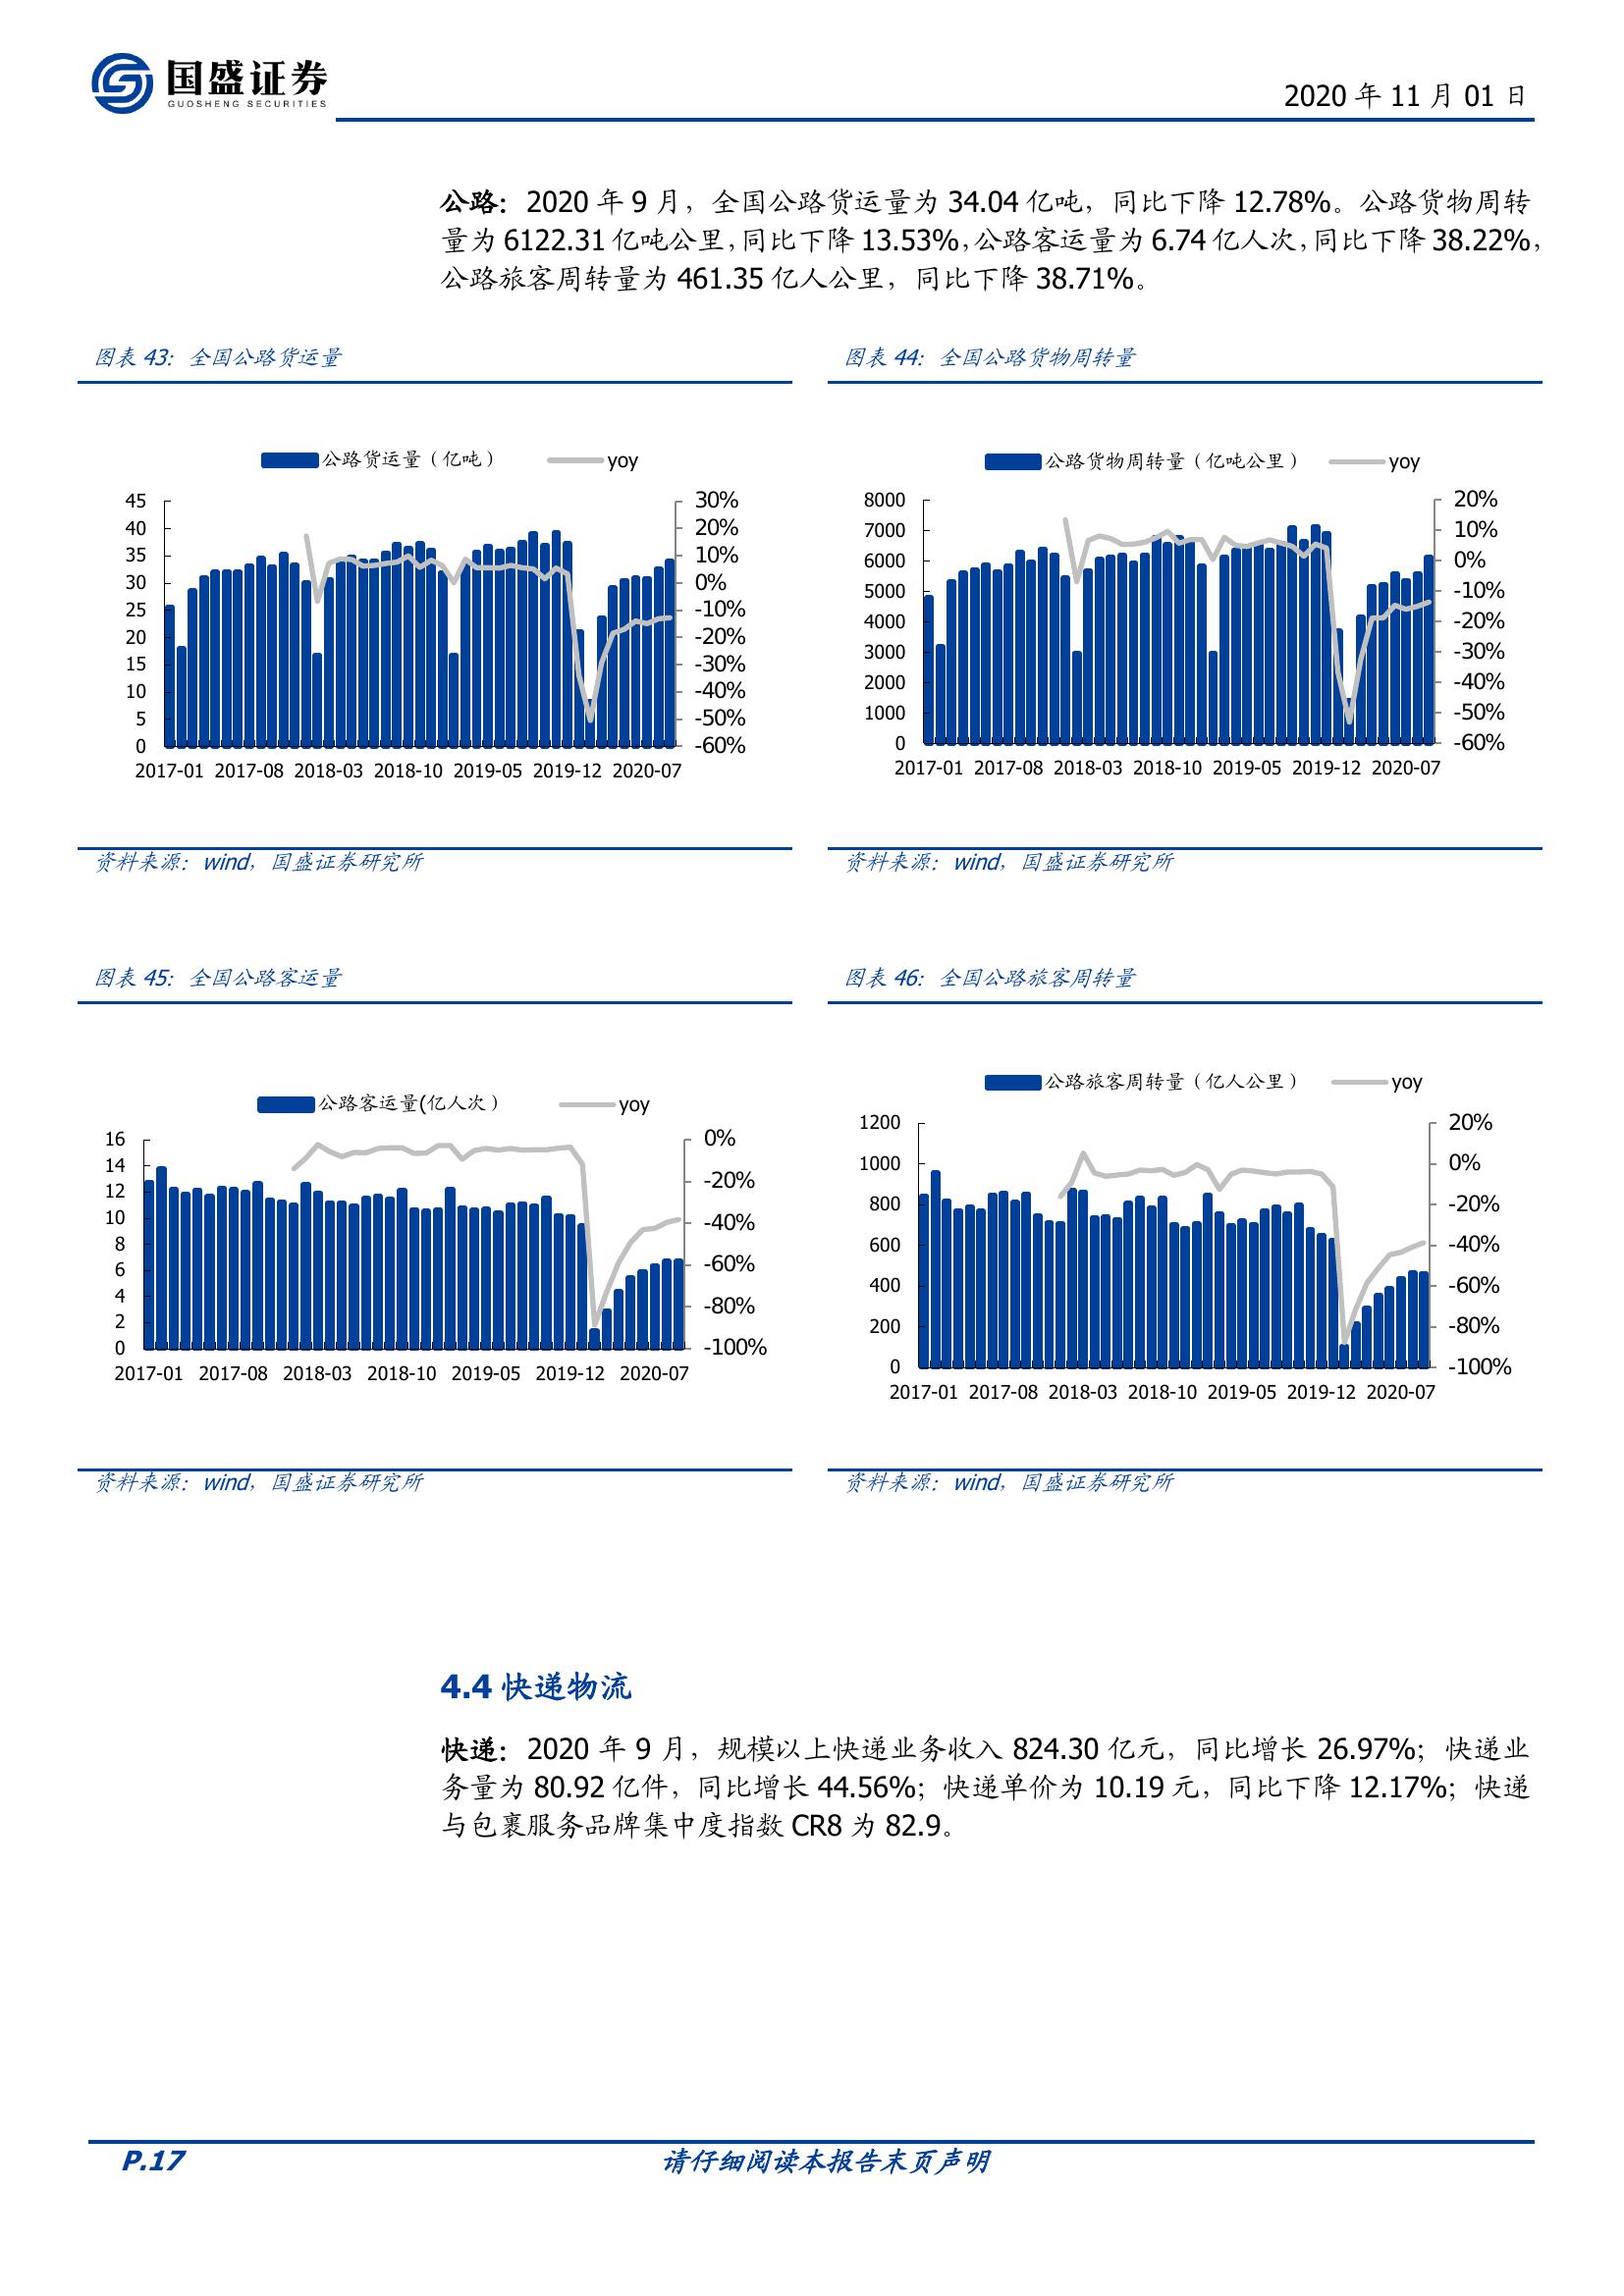 国盛证券
GUOSHENG SECURITIES
2020 年 11 月 01 日
公路：2020 年 9 月，全国公路货运量为 34.04 亿吨，同比下降 12.78%。公路货物周转
量为 6122.31 亿吨公里，同比下降 13.53%，公路客运量为 6.74 亿人次，同比下降 38.22%，
公路旅客周转量为 461.35 亿人公里，同比下降 38.71%。
图表 43：全国公路货运量
公路货运量（亿吨） yoy
45
40
35
30
25
20
15
10
5
0
30%
20%
10%
0%
-10%
-20%
-30%
-40%
-50%
-60%
2017-01 2017-08 2018-03 2018-10 2019-05 2019-12 2020-07
资料来源：wind，国盛证券研究所
图表 44：全国公路货物周转量
公路货物周转量（亿吨公里） yoy
8000
7000
6000
5000
4000
3000
2000
1000
0
20%
10%
0%
-10%
-20%
-30%
-40%
-50%
-60%
2017-01 2017-08 2018-03 2018-10 2019-05 2019-12 2020-07
资料来源：wind，国盛证券研究所
图表 45：全国公路客运量
公路客运量(亿人次） yoy
16
14
12
10
8
6
4
2
0
0%
-20%
-40%
-60%
-80%
-100%
2017-01 2017-08 2018-03 2018-10 2019-05 2019-12 2020-07
资料来源：wind，国盛证券研究所
图表 46：全国公路旅客周转量
公路旅客周转量（亿人公里） yoy
1200
1000
800
600
400
200
0
20%
0%
-20%
-40%
-60%
-80%
-100%
2017-01 2017-08 2018-03 2018-10 2019-05 2019-12 2020-07
资料来源：wind，国盛证券研究所
4.4 快递物流
快递：2020 年 9 月，规模以上快递业务收入 824.30 亿元，同比增长 26.97%；快递业
务量为 80.92 亿件，同比增长 44.56%；快递单价为 10.19 元，同比下降 12.17%；快递
与包裹服务品牌集中度指数 CR8 为 82.9。
P.17
请仔细阅读本报告末页声明